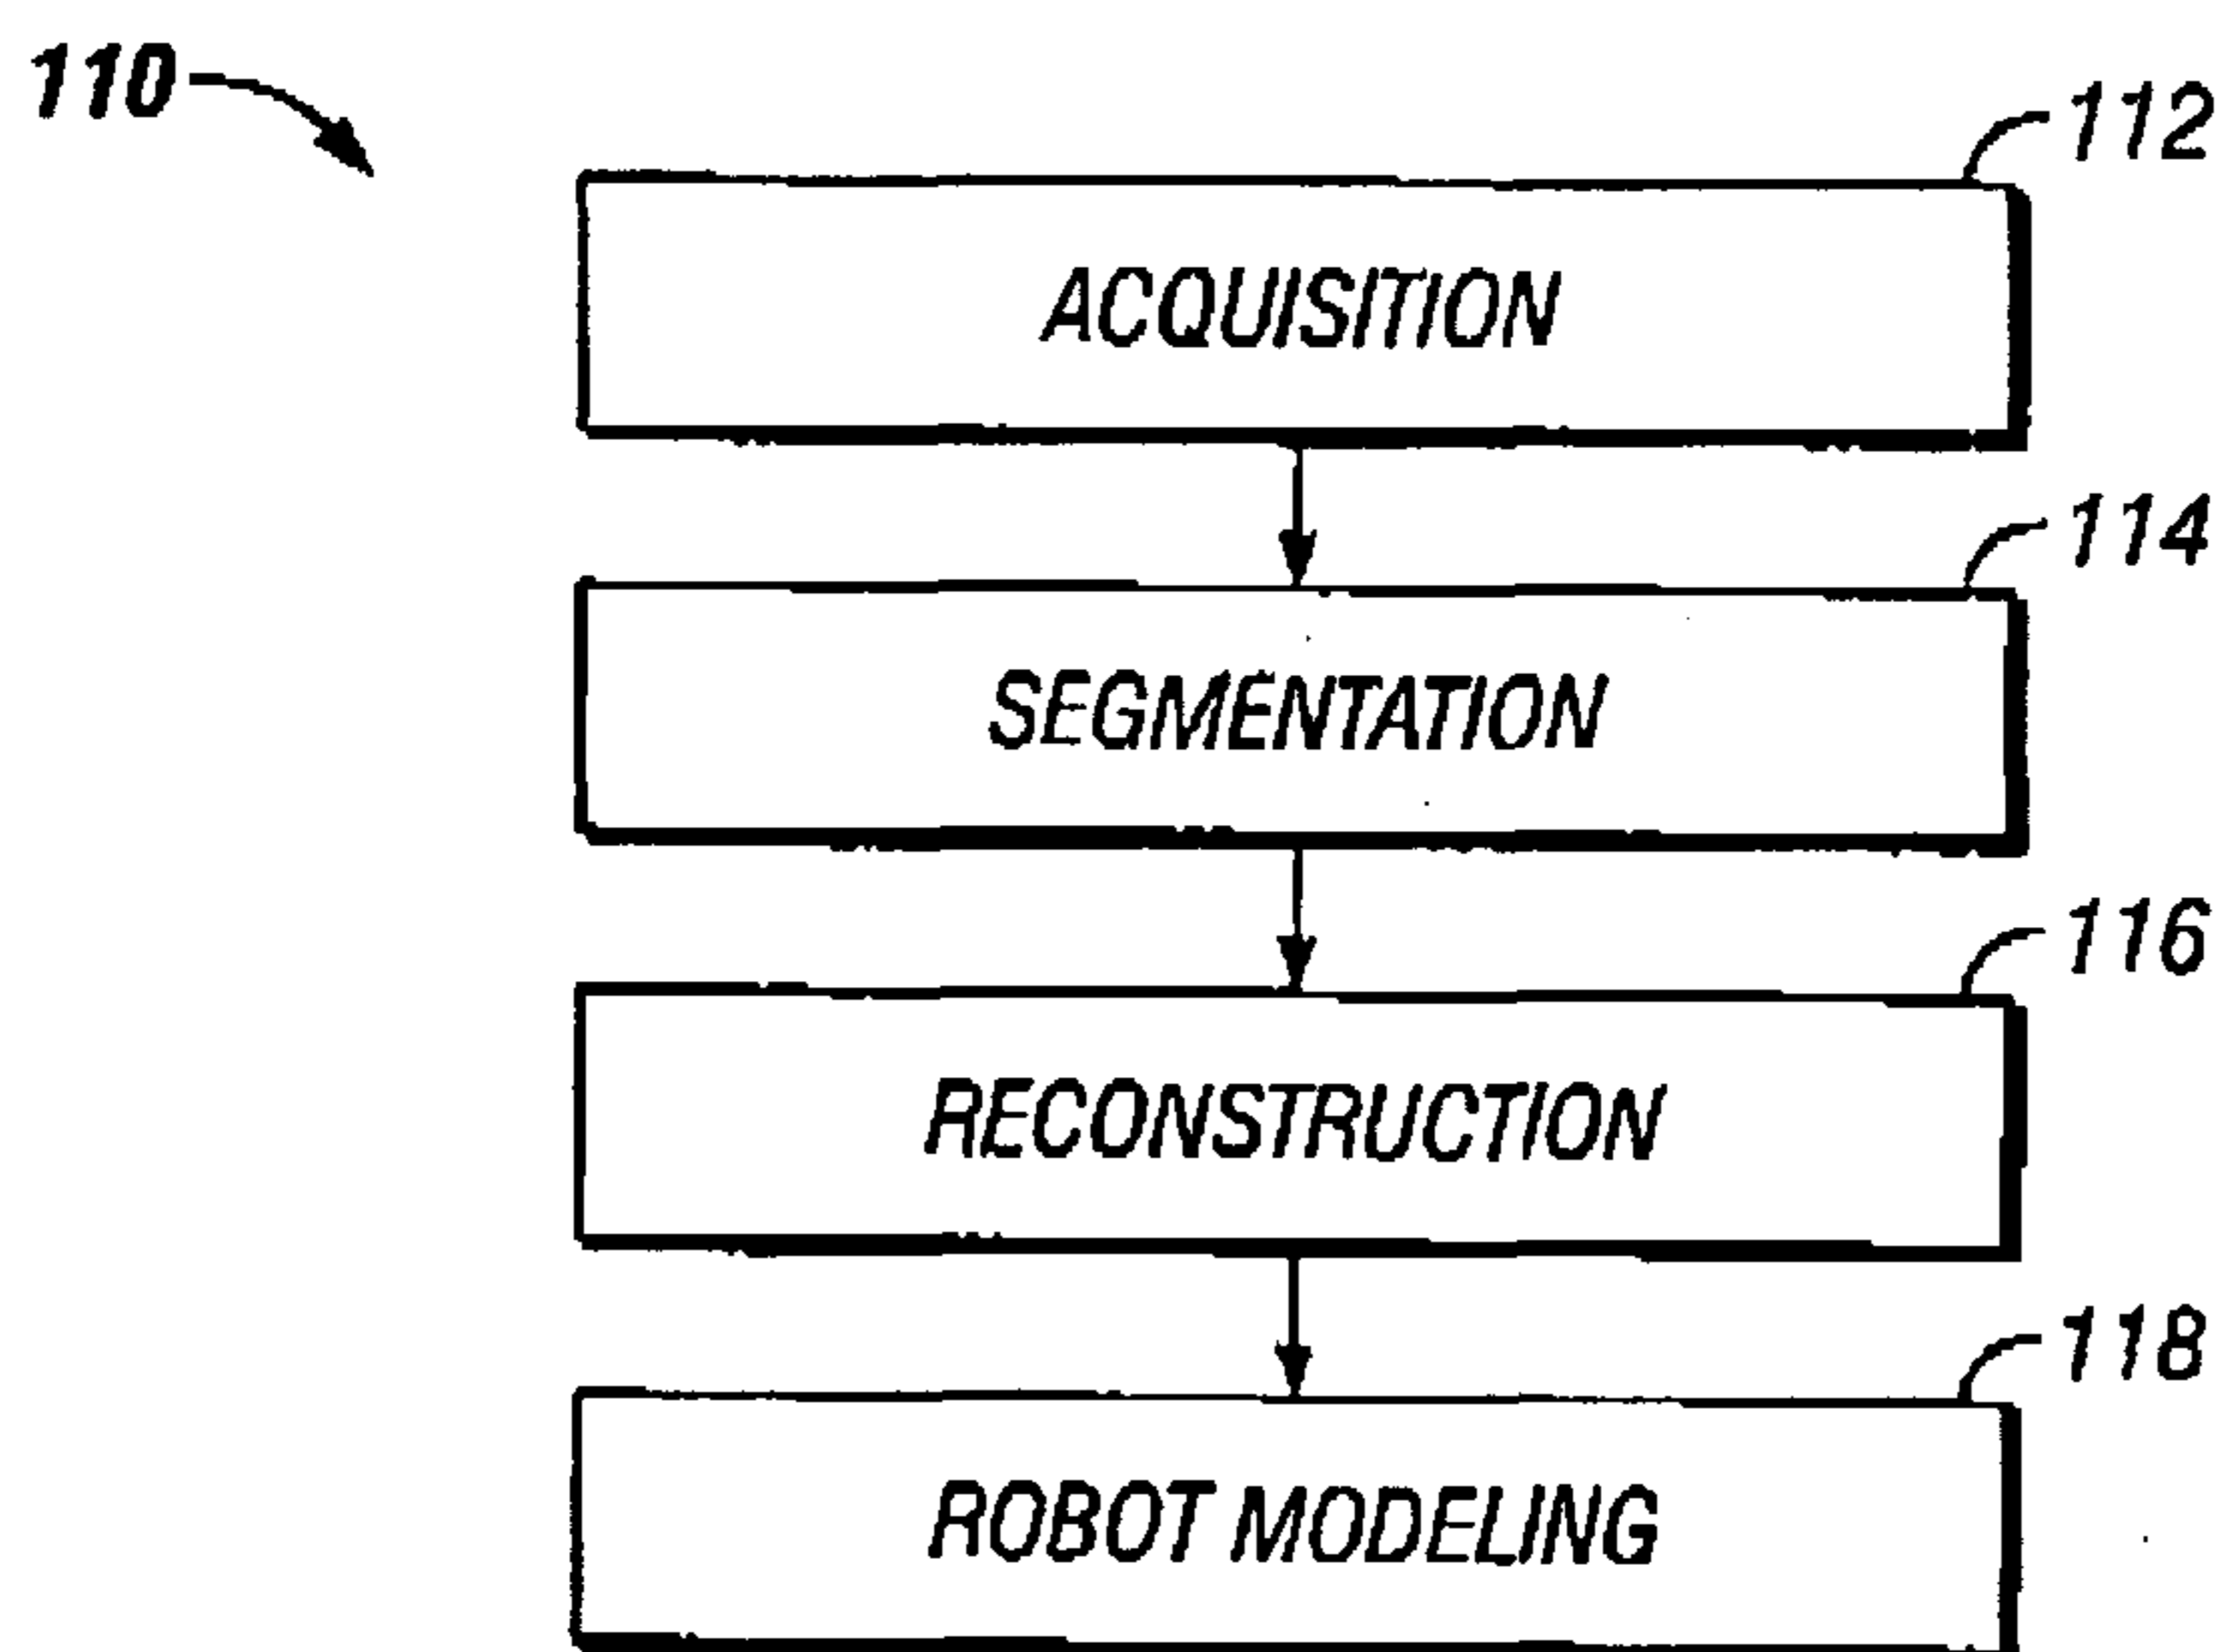 110
112
ACQUISITION
114
SEGMENTATION
116
RECONSTRUCTION
118
ROBOT MODELING